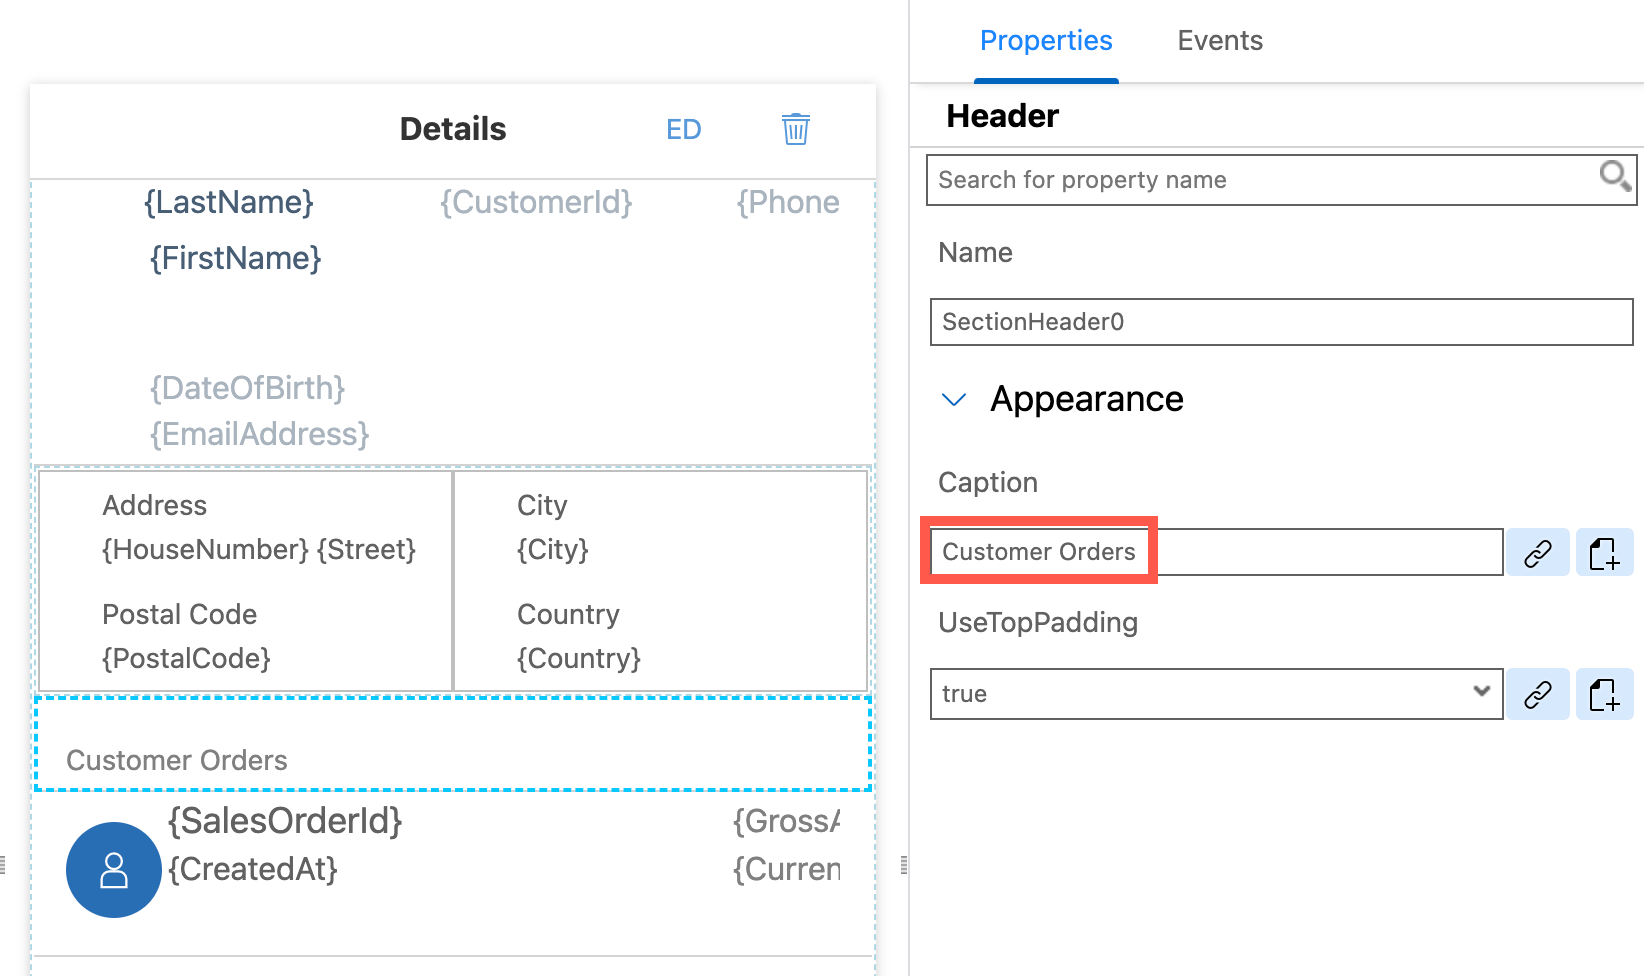 Details
ED
{LastName}
{CustomerId}
{Phone
{FirstName}
{DateOfBirth}
{EmailAddress}
Address
{HouseNumber} {Street}
City
{City}
Postal Code
{PostalCode}
Country
{Country}
Customer Orders
{SalesOrderId}
{GrossA
{CreatedAt}
{Curren
Properties
Events
Header
Search for property name
Name
SectionHeader0
Appearance
Caption
Customer Orders
UseTopPadding
true